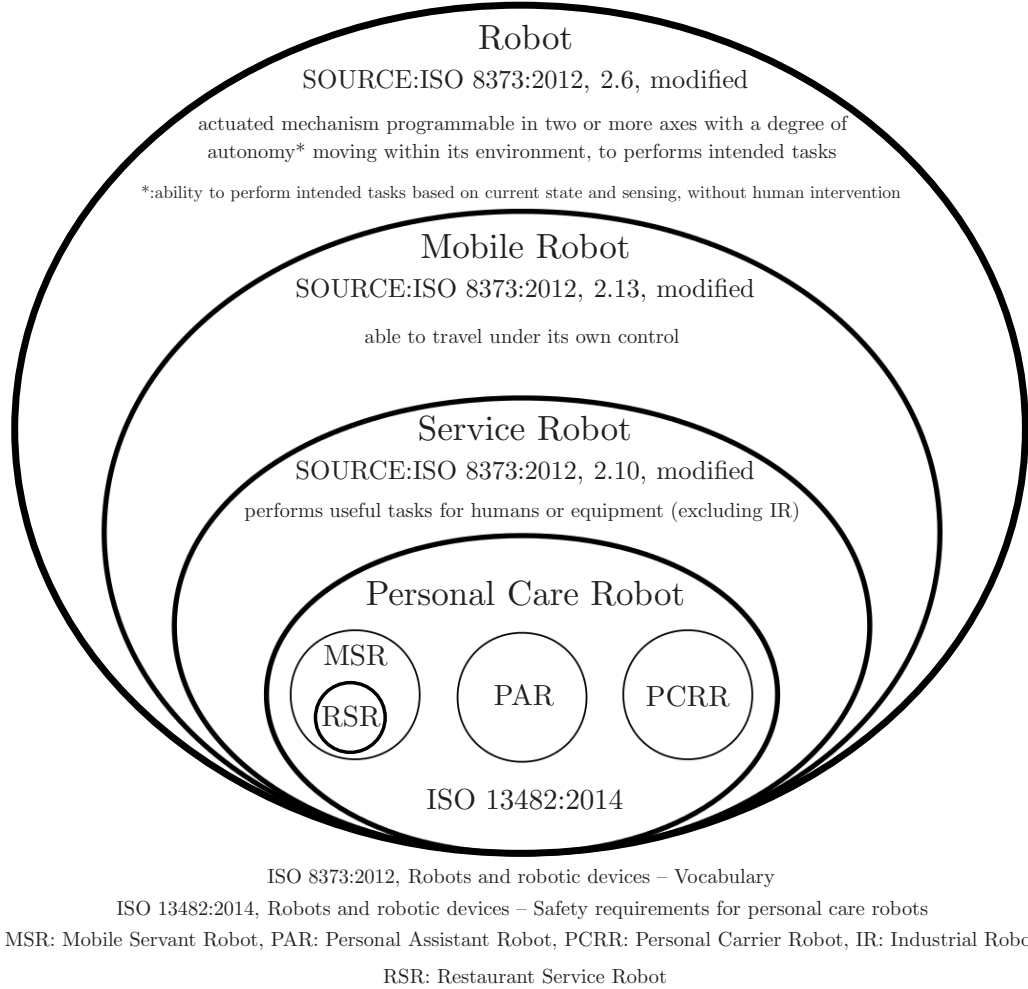 Robot
SOURCE:ISO 8373:2012, 2.6, modified
actuated mechanism programmable in two or more axes with a degree of
autonomy* moving within its environment, to performs intended tasks
*:ability to perform intended tasks based on current state and sensing, without human intervention
Mobile Robot
SOURCE:ISO 8373:2012, 2.13, modified
able to travel under its own control
Service Robot
SOURCE:ISO 8373:2012, 2.10, modified
performs useful tasks for humans or equipment (excluding IR)
Personal Care Robot
MSR
RSR
PAR
PCRR
ISO 13482:2014
ISO 8373:2012, Robots and robotic devices – Vocabulary
ISO 13482:2014, Robots and robotic devices – Safety requirements for personal care robots
MSR: Mobile Servant Robot, PAR: Personal Assistant Robot, PCRR: Personal Carrier Robot, IR: Industrial Robo
RSR: Restaurant Service Robot